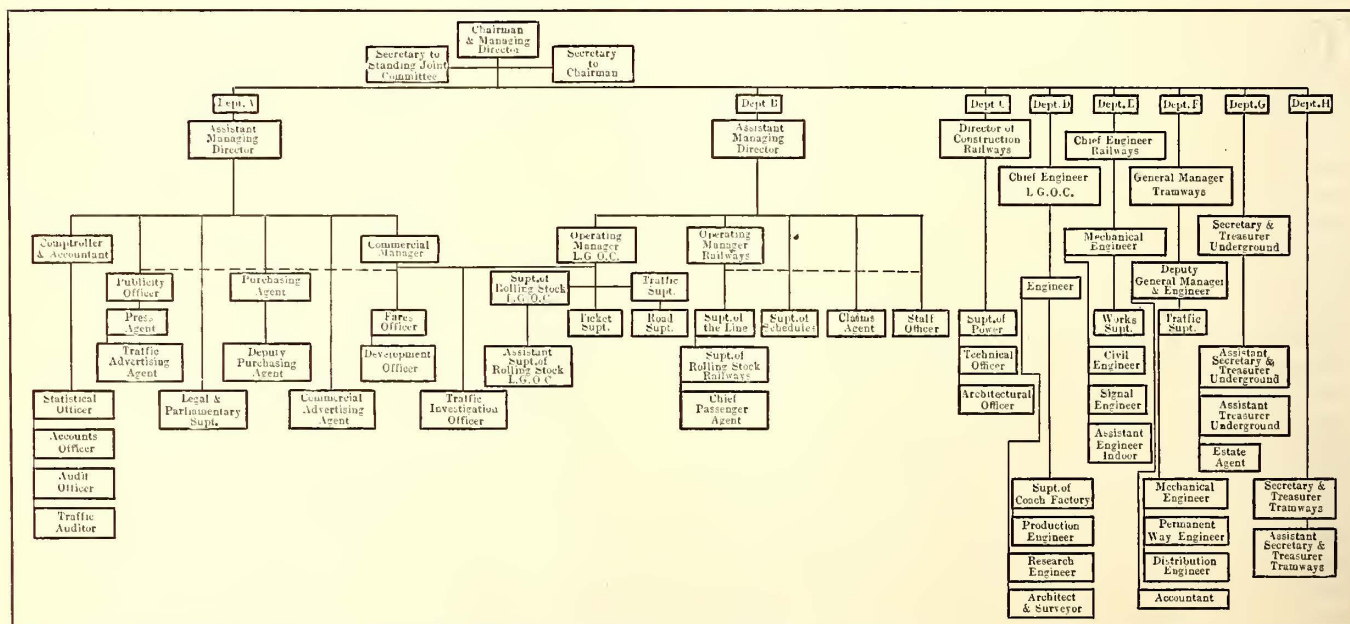 Chairman
& Managing
Director
Secretary to
Standing Joint
Committee
Secretary
to
Chairman
Dept. A
Dept B
Dept C
Dept. D
Dept. E
Dept. F
Dept. G
Dept. H
Assistant
Managing
Director
Assistant
Managing
Director
Director of
Construction
Railways
Chief Engineer
L G.O.C.
Chief Engineer
Railways
General Manager
Tramways
Secretary &
Treasurer
Underground
Comptroller
& Accountant
Commercial
Manager
Operating
Manager
L.G.O.C.
Operating
Manager
Railways
Mechanical
Engineer
Deputy
General Manager
& Engineer
Publicity
Officer
Purchasing
Agent
Supt. of
Rolling Stock
L.G.O.C
Traffic
Supt.
Engineer
Press
Agent
Fares
Officer
Ticket
Supt.
Road
Supt.
Supt. of
the Line
Supt. of
Schedules
Claims
Agent
Staff
Officer
Supt. of
Power
Works
Supt.
Traffic
Supt.
Traffic
Advertising
Agent
Deputy
Purchasing
Agent
Development
Officer
Assistant
Supt. of
Rolling Stock
L.G.O.C
Supt. of
Rolling Stock
Railways
Technical
Officer
Civil
Engineer
Assistant
Secretary &
Treasurer
Underground
Statistical
Officer
Legal &
Parliamentary
Supt.
Commercial
Advertising
Agent
Traffic
Investigation
Officer
Chief
Passenger
Agent
Architectural
Officer
Signal
Engineer
Assistant
Treasurer
Underground
Accounts
Officer
Assistant
Engineer
Indoor
Estate
Agent
Audit
Officer
Supt. of
Coach Factory
Mechanical
Engineer
Secretary &
Treasurer
Tramways
Traffic
Auditor
Production
Engineer
Permanent
Way Engineer
Assistant
Secretary &
Treasurer
Tramways
Research
Engineer
Distribution
Engineer
Architect
& Surveyor
Accountant